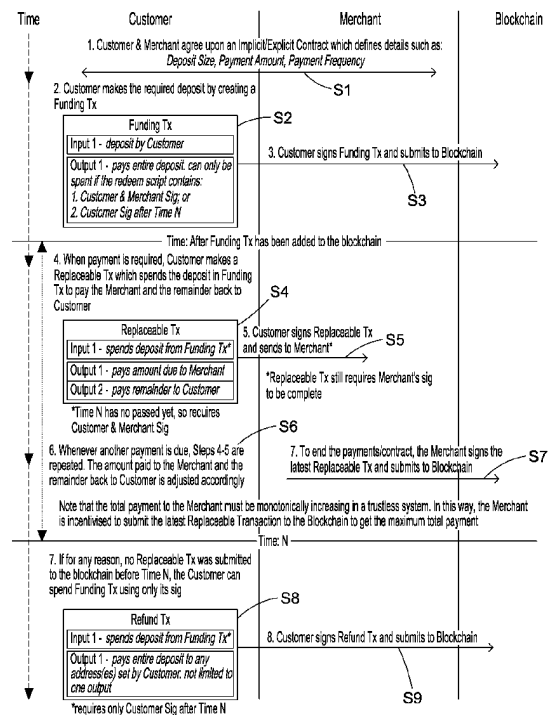 Time
Customer
Merchant
Blockchain
1. Customer & Merchant agree upon an Implicit/Explicit Contract which defines details such as:
Deposit Size, Payment Amount, Payment Frequency
S1
2. Customer makes the required deposit by creating a
Funding Tx
S2
Funding Tx
Input 1 - deposit by Customer
Output 1 - pays entire deposit. can only be
spent if the redeem script contains:
1. Customer & Merchant Sig; or
2. Customer Sig after Time N
3. Customer signs Funding Tx and submits to Blockchain
S3
Time: After Funding Tx has been added to the blockchain
4. When payment is required, Customer makes a
Replaceable Tx which spends the deposit in Funding
Tx to pay the Merchant and the remainder back to
Customer
S4
Replaceable Tx
Input 1 - spends deposit from Funding Tx*
Output 1 - pays amount due to Merchant
Output 2 - pays remainder to Customer
*Time N has no passed yet, so requires
Customer & Merchant Sig
5. Customer signs Replaceable Tx
and sends to Merchant*
S5
*Replaceable Tx still requires Merchant's sig
to be complete
S6
6. Whenever another payment is due, Steps 4-5 are
repeated. The amount paid to the Merchant and the
remainder back to Customer is adjusted accordingly
7. To end the payments/contract, the Merchant signs the
latest Replaceable Tx and submits to Blockchain
S7
Note that the total payment to the Merchant must be monotonically increasing in a trustless system. In this way, the Merchant
is incentivised to submit the latest Replaceable Transaction to the Blockchain to get the maximum total payment
Time: N
7. If for any reason, no Replaceable Tx was submitted
to the blockchain before Time N, the Customer can
spend Funding Tx using only its sig
S8
Refund Tx
Input 1 - spends deposit from Funding Tx*
Output 1 - pays entire deposit to any
address(es) set by Customer, not limited to
one output
*requires only Customer Sig after Time N
8. Customer signs Refund Tx and submits to Blockchain
S9